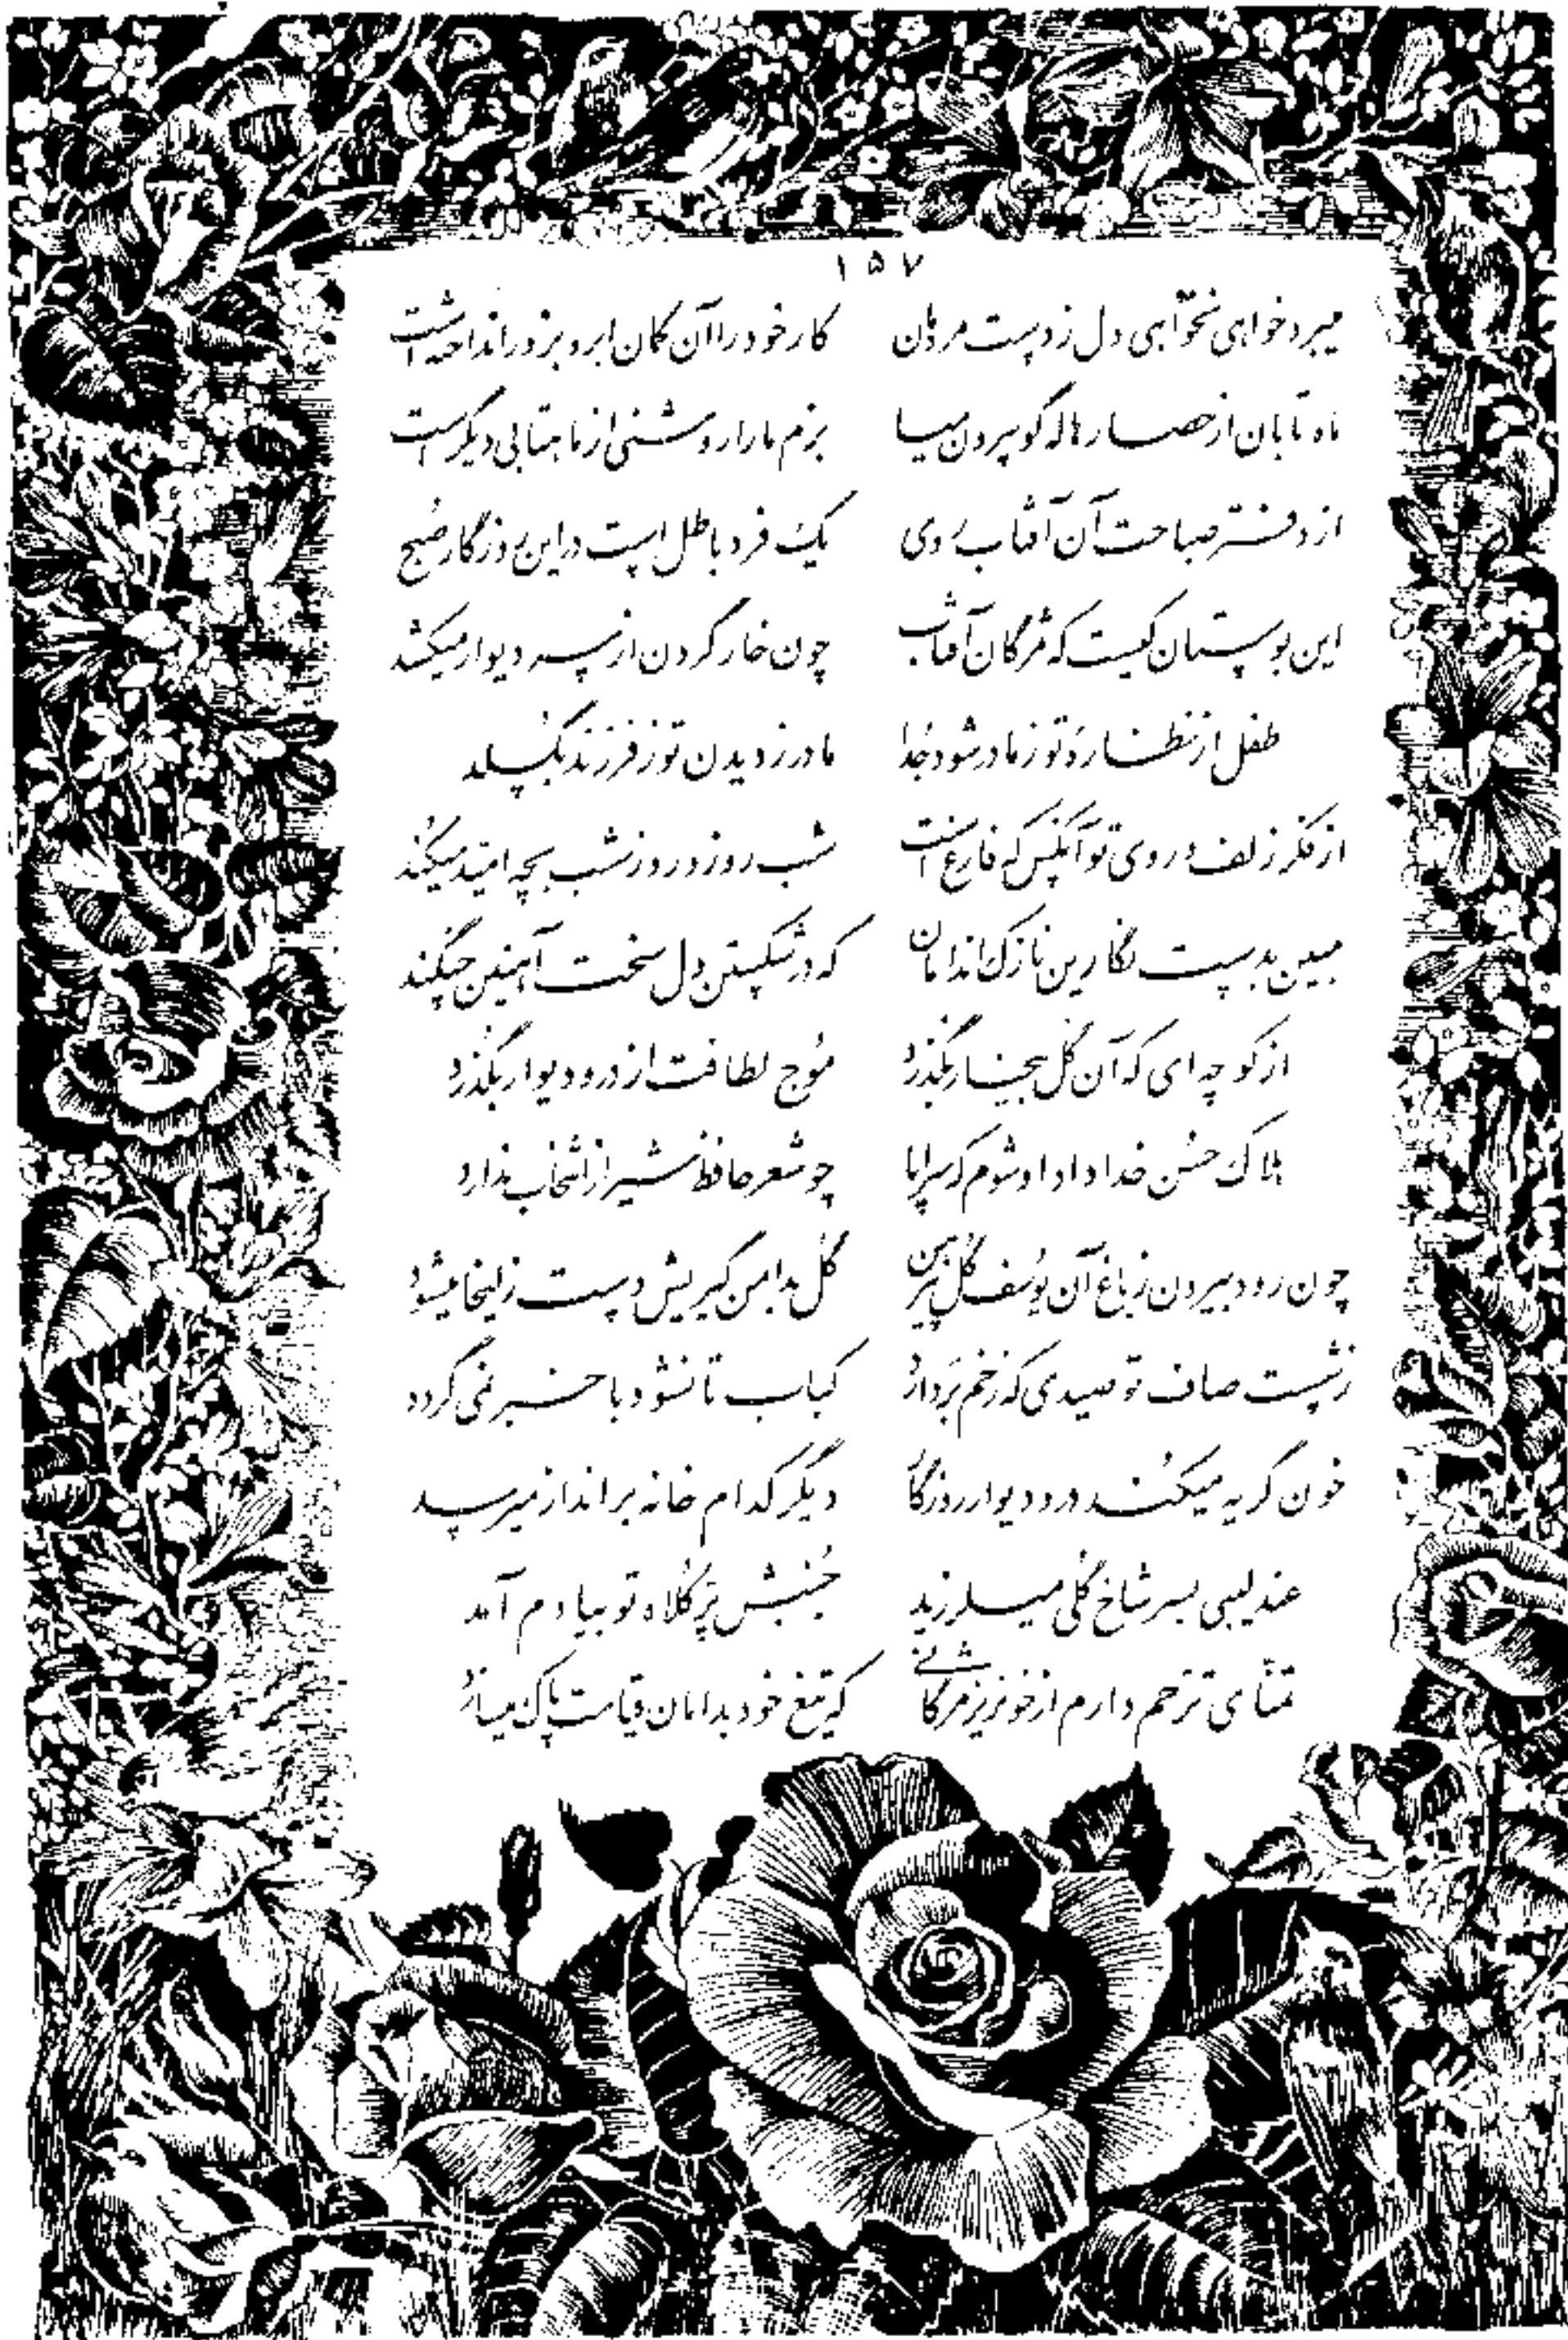 ۱۵۷
میبرد خواهی نخواهی دل ز دست مردمان کار خود را آن کمان ابرو بزور انداخته است
ماه تابان از حصار هاله گو بیرون میا بزم ما را روشنی از ماهتابی دیگر است
از دفتر صباحت آن آفتاب روی یک فرد باطل است در این روزگار صبح
این بوستان کیست که مژگان آفتاب چون خار گردن از سر دیوار میکشد
طفل از نظاره تو ز مادر شود جدا مادر ز دیدن تو ز فرزند بگسلد
از فکر زلف و روی تو آنکس که فارغ است شب روز و روز شب بچه امید میکند
مبین بدست نگارین نازک اندامان که در شکستن دل سخت آهنین چنگند
از کوچه ای که آن گل بیخار بگذرد موج لطافت از در و دیوار بگذرد
هلاک حسن خداداد او شوم که سراپا چو شعر حافظ شیراز انتخاب ندارد
چون رود بیرون ز باغ آن یوسف گل پیرهن گل بدامن گیریش دست زلیخا میشود
ز شست صاف تو صیدی که زخم بردارد کباب تا نشود با خبر نمی گردد
خون گریه میکند در و دیوار روزگار دیگر کدام خانه برانداز میرسد
عندلیبی بسر شاخ گلی میلرزید جنبش پر کلاه تو بیادم آمد
تمنای ترحم دارم از خونریز مژگانی که تیغ خود بدامان قیامت پاک میسازد